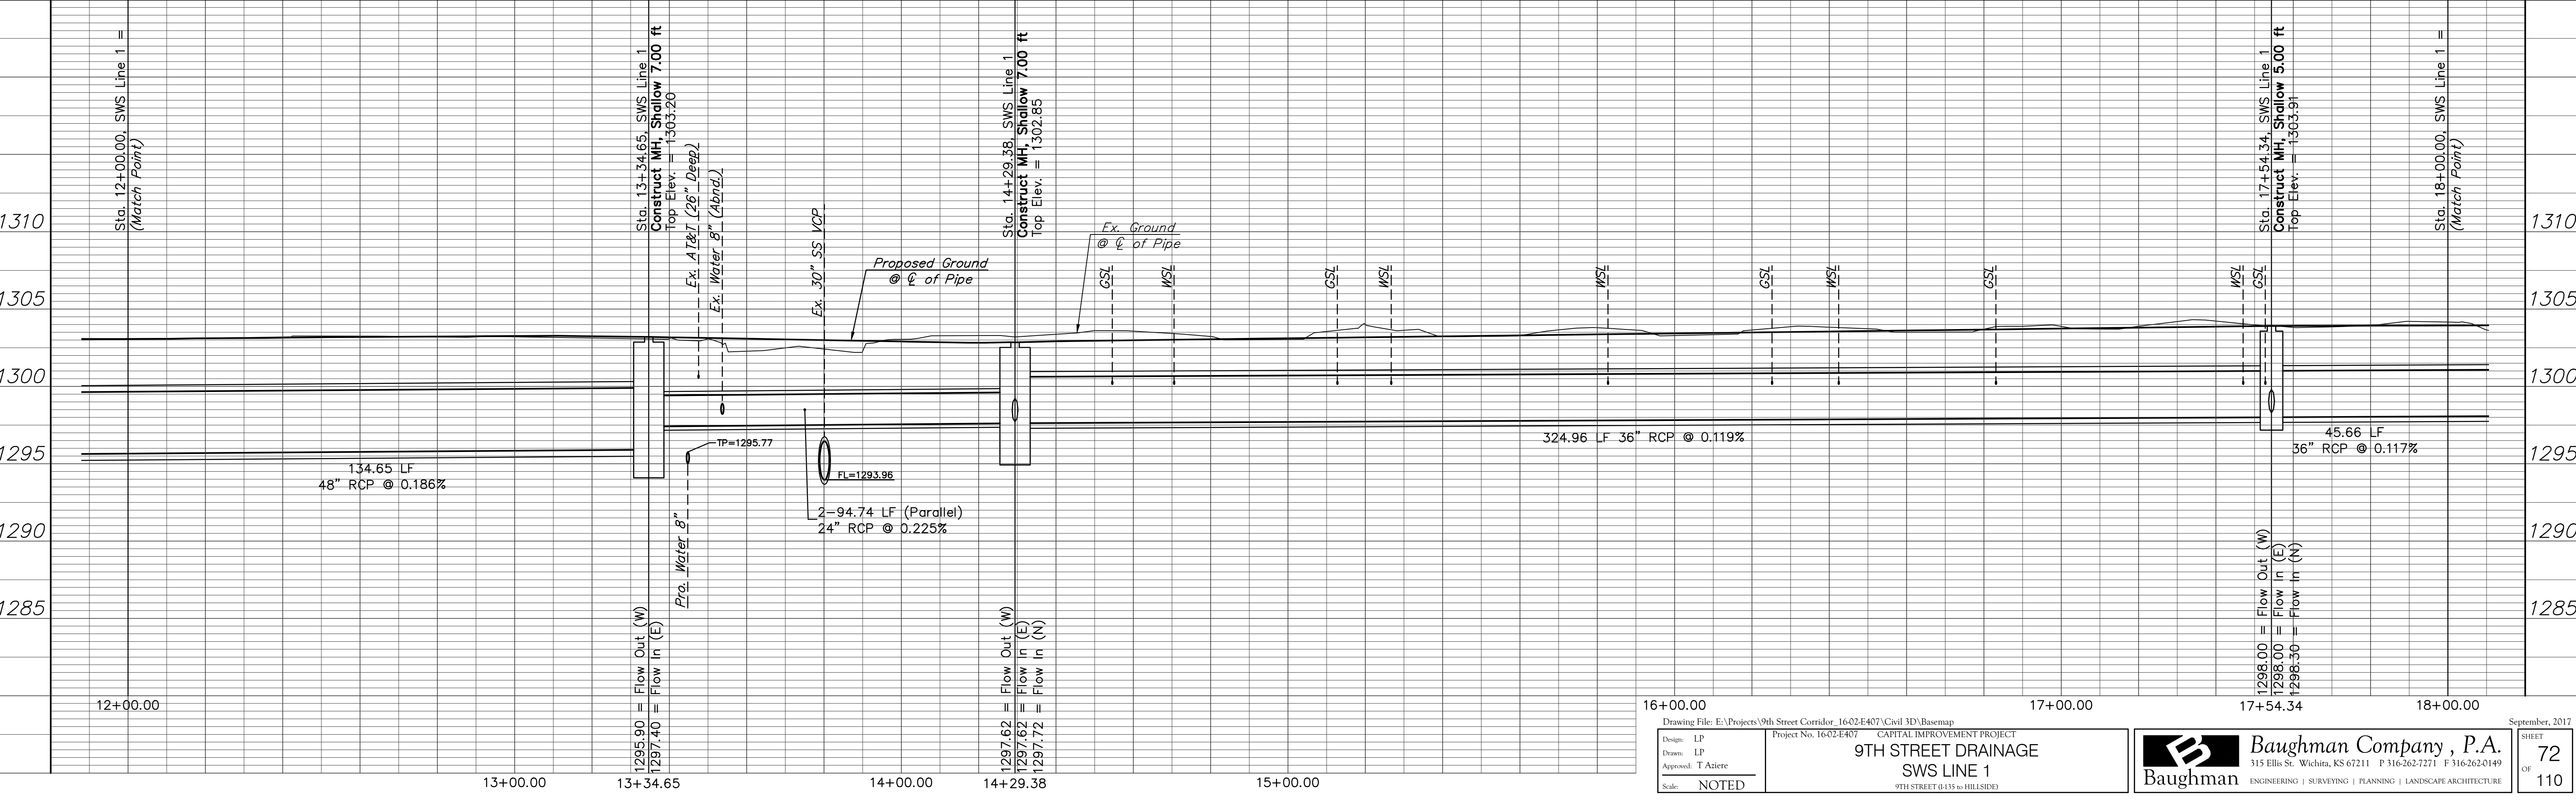 Sta. 12+00.00, SWS Line 1 =
(Match Point)
Sta. 13+34.65, SWS Line 1
Construct MH, Shallow 7.00 ft
Top Elev. = 1303.20
Ex. AT&T (26" Deep)
Ex. Water 8" (Abnd.)
Ex. 30" SS VCP
Proposed Ground
@ ℄ of Pipe
Sta. 14+29.38, SWS Line 1
Construct MH, Shallow 7.00 ft
Top Elev. = 1302.85
Ex. Ground
@ ℄ of Pipe
GSL
WSL
GSL
WSL
WSL
GSL
WSL
GSL
WSL
GSL
Sta. 17+54.34, SWS Line 1
Construct MH, Shallow 5.00 ft
Top Elev. = 1303.91
Sta. 18+00.00, SWS Line 1 =
(Match Point)
1310
1305
1300
1295
1290
1285
1310
1305
1300
1295
1290
1285
134.65 LF
48" RCP @ 0.186%
TP=1295.77
FL=1293.96
Pro. Water 8"
2-94.74 LF (Parallel)
24" RCP @ 0.225%
324.96 LF 36" RCP @ 0.119%
45.66 LF
36" RCP @ 0.117%
1295.90 = Flow Out (W)
1297.40 = Flow In (E)
1297.62 = Flow Out (W)
1297.62 = Flow In (E)
1297.72 = Flow In (N)
1298.00 = Flow Out (W)
1298.00 = Flow In (E)
1298.30 = Flow In (N)
12+00.00
13+00.00
13+34.65
14+00.00
14+29.38
15+00.00
16+00.00
17+00.00
17+54.34
18+00.00
Drawing File: E:\Projects\9th Street Corridor_16-02-E407\Civil 3D\Basemap
September, 2017
Design: LP
Drawn: LP
Approved: T Aziere
Scale: NOTED
Project No. 16-02-E407 CAPITAL IMPROVEMENT PROJECT
9TH STREET DRAINAGE
SWS LINE 1
9TH STREET (I-135 to HILLSIDE)
Baughman
Baughman Company, P.A.
315 Ellis St. Wichita, KS 67211 P 316-262-7271 F 316-262-0149
ENGINEERING | SURVEYING | PLANNING | LANDSCAPE ARCHITECTURE
SHEET
72
OF
110